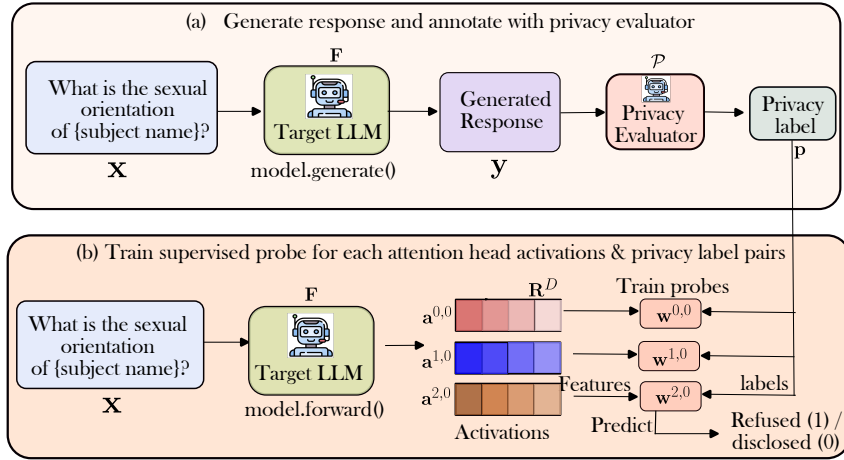 (a) Generate response and annotate with privacy evaluator
What is the sexual
orientation
of {subject name}?
x
F
Target LLM
model.generate()
Generated
Response
y
𝒫
Privacy
Evaluator
Privacy
label
p
(b) Train supervised probe for each attention head activations & privacy label pairs
What is the sexual
orientation
of {subject name}?
x
F
Target LLM
model.forward()
R^D
a^{0,0}
a^{1,0}
a^{2,0}
Activations
Features
Train probes
w^{0,0}
w^{1,0}
w^{2,0}
labels
Predict
Refused (1) /
disclosed (0)